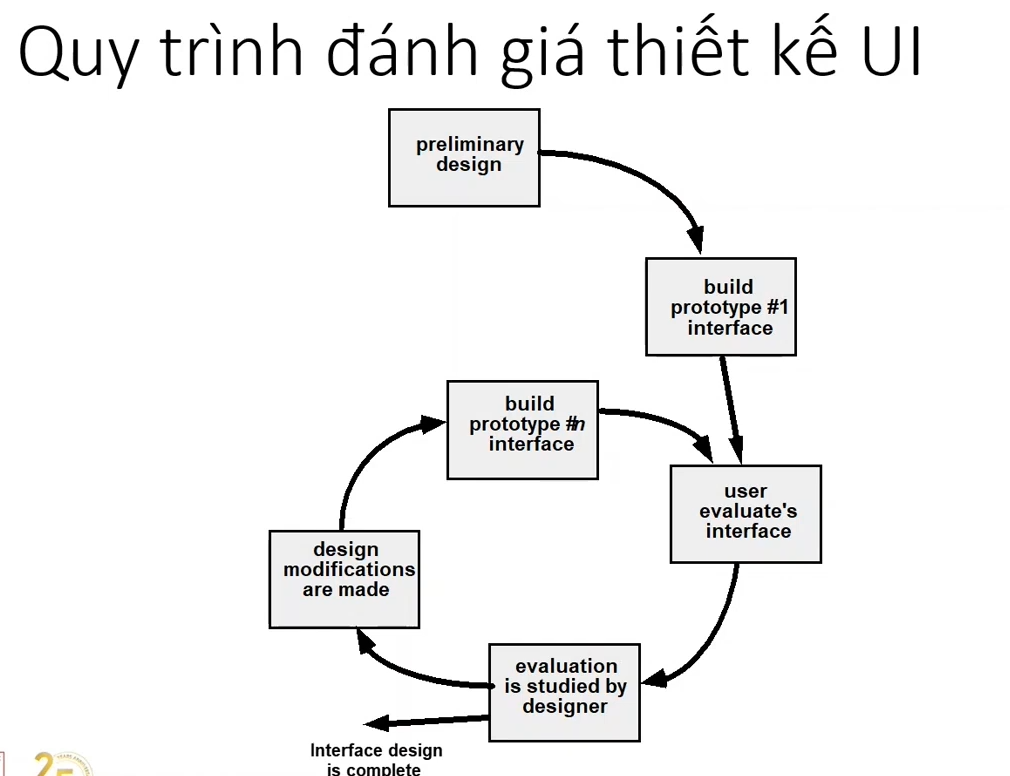 Quy trình đánh giá thiết kế UI
preliminary
design
build
prototype #1
interface
build
prototype #n
interface
user
evaluate's
interface
design
modifications
are made
evaluation
is studied by
designer
Interface design
is complete
25